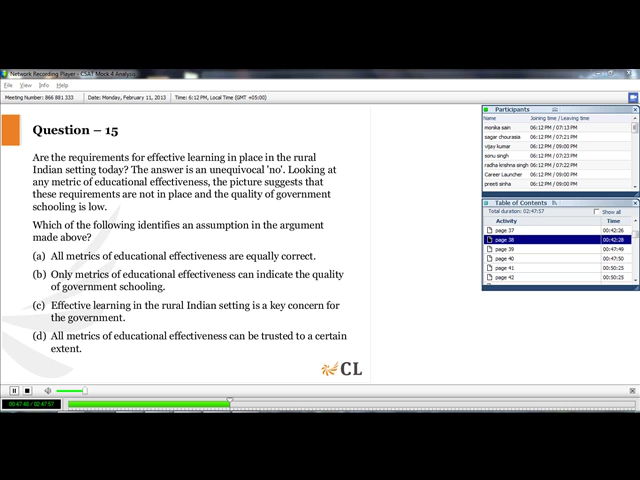 Network Recording Player - CSAT Mock 4 Analysis
File View Info Help
Meeting Number: 866 881 333 Date: Monday, February 11, 2013 Time: 6:12 PM, Local Time (GMT +05:00)
Question – 15
Are the requirements for effective learning in place in the rural
Indian setting today? The answer is an unequivocal 'no'. Looking at
any metric of educational effectiveness, the picture suggests that
these requirements are not in place and the quality of government
schooling is low.
Which of the following identifies an assumption in the argument
made above?
(a) All metrics of educational effectiveness are equally correct.
(b) Only metrics of educational effectiveness can indicate the quality
of government schooling.
(c) Effective learning in the rural Indian setting is a key concern for
the government.
(d) All metrics of educational effectiveness can be trusted to a certain
extent.
CL
Participants
Name Joining time / Leaving time
monika sain 06:12 PM / 07:13 PM
sagar chourasia 06:12 PM / 07:21 PM
vijay kumar 06:12 PM / 09:00 PM
sonu singh 06:12 PM / 07:23 PM
radha krishna singh 06:12 PM / 07:22 PM
Career Launcher 06:12 PM / 09:00 PM
preeti sinha 06:12 PM / 09:00 PM
Table of Contents
Total duration: 02:47:57 Show all
Activity Time
page 37 00:42:26
page 38 00:42:28
page 39 00:47:49
page 40 00:47:50
page 41 00:50:25
page 42 00:50:25
00:47:48 / 02:47:57